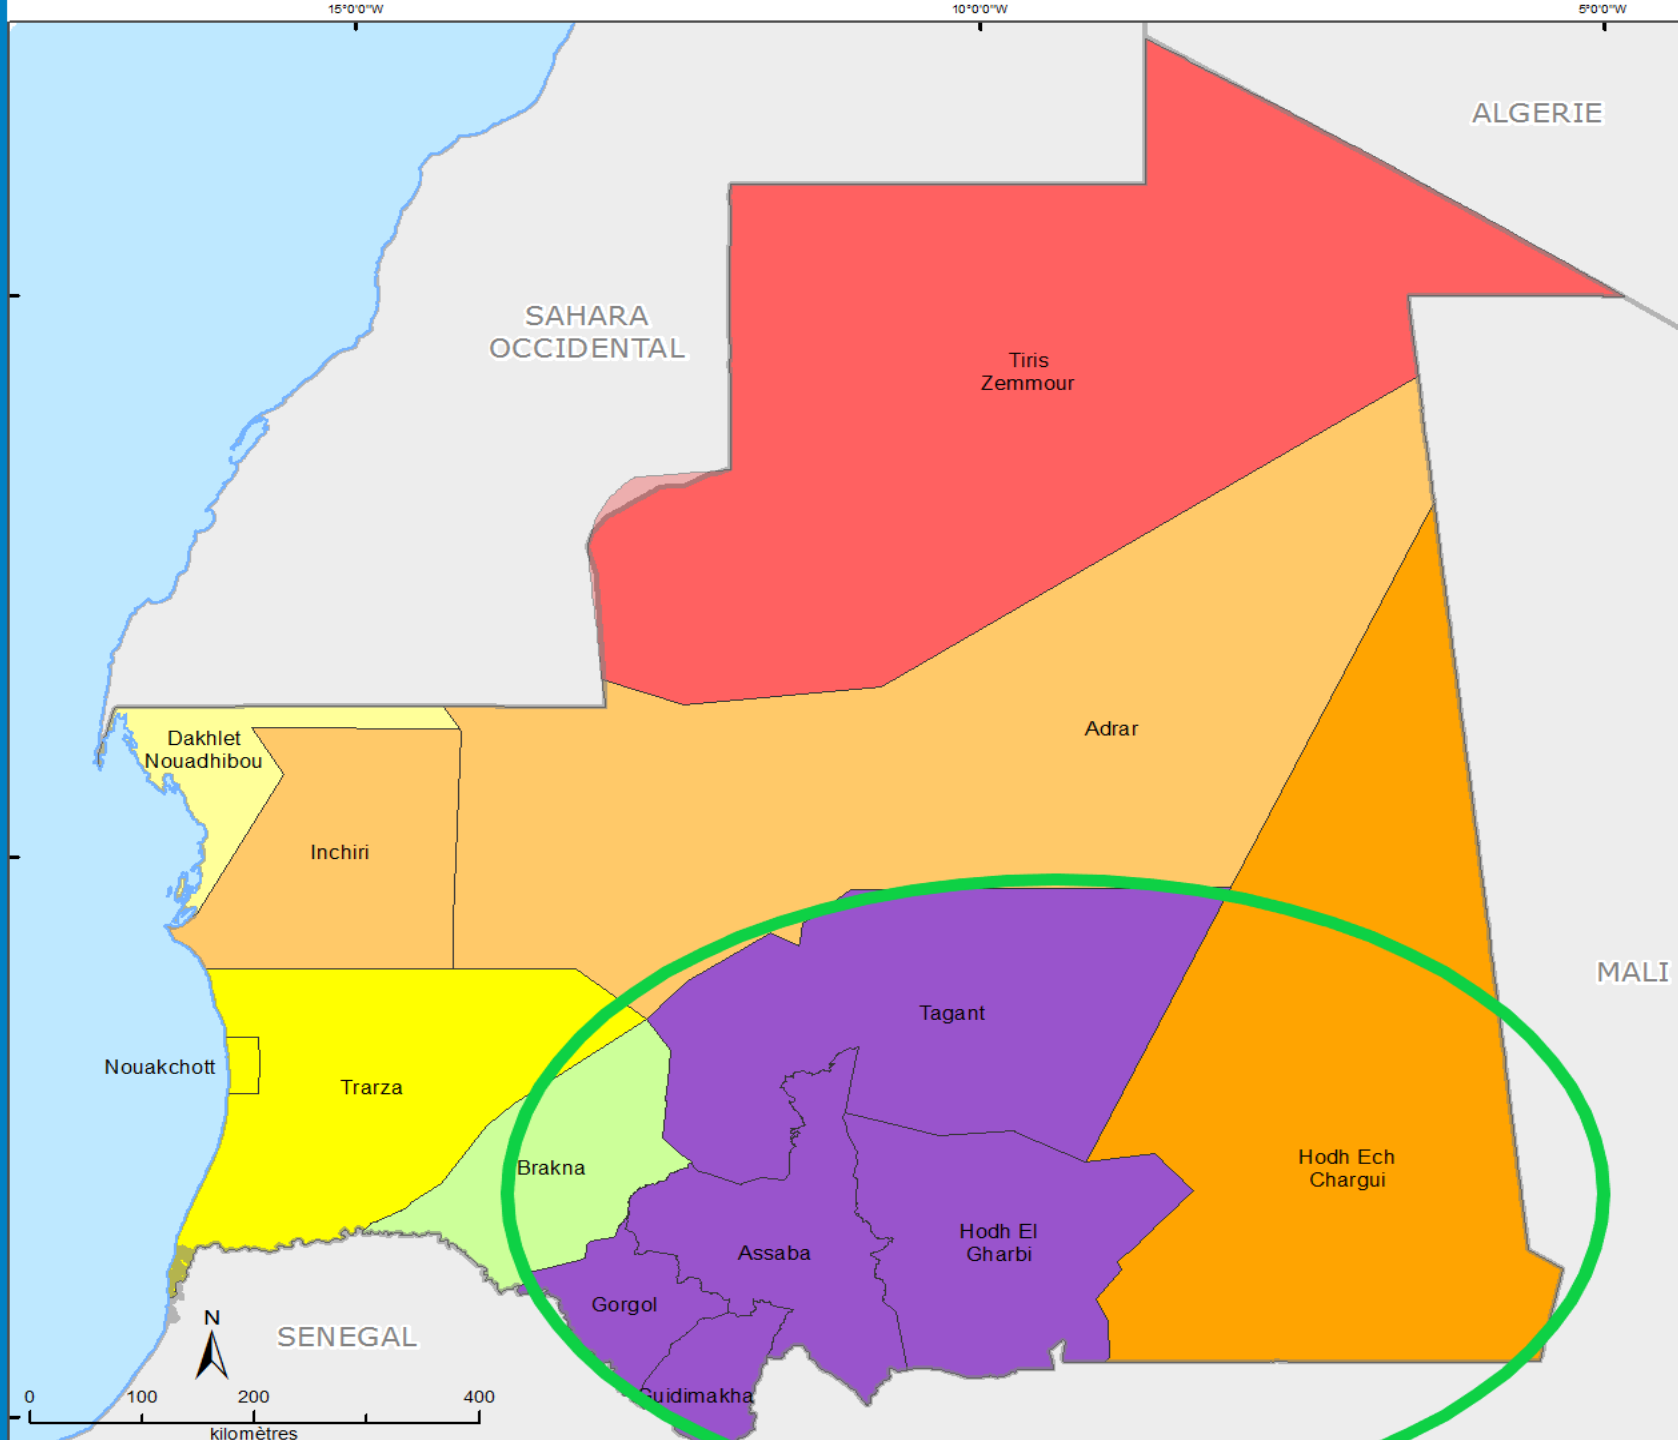 15°0'0"W
10°0'0"W
5°0'0"W
ALGERIE
SAHARA
OCCIDENTAL
Tiris
Zemmour
Dakhlet
Nouadhibou
Adrar
Inchiri
MALI
Tagant
Nouakchott
Trarza
Brakna
Hodh Ech
Chargui
Hodh El
Gharbi
Assaba
Gorgol
N
SENEGAL
Guidimakha
0 100 200 400
kilomètres